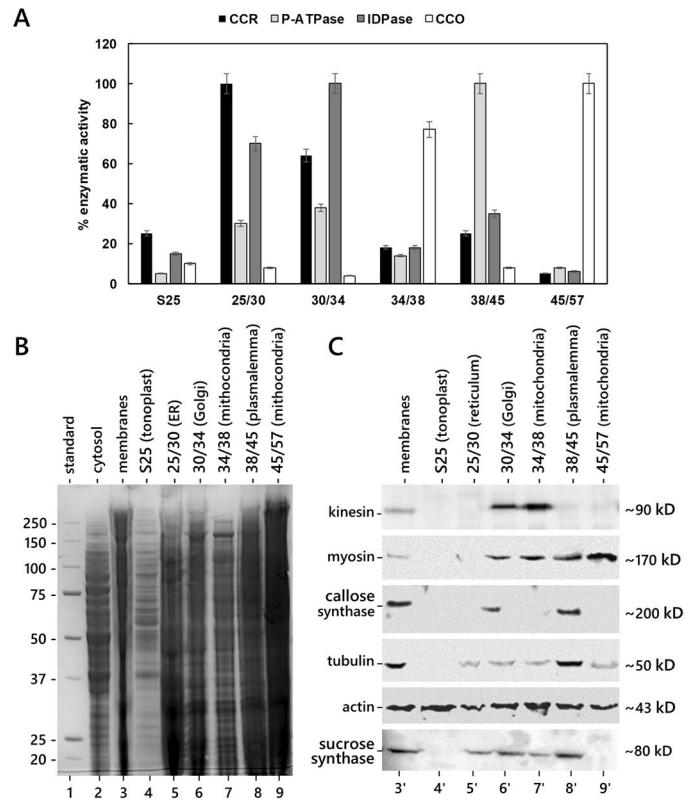 A
CCR P-ATPase IDPase CCO
% enzymatic activity
120
100
80
60
40
20
0
S25 25/30 30/34 34/38 38/45 45/57
B
standard
cytosol
membranes
S25 (tonoplast)
25/30 (ER)
30/34 (Golgi)
34/38 (mithocondria)
38/45 (plasmalemma)
45/57 (mithocondria)
250
150
100
75
50
37
25
20
1 2 3 4 5 6 7 8 9
C
membranes
S25 (tonoplast)
25/30 (reticulum)
30/34 (Golgi)
34/38 (mitochondria)
38/45 (plasmalemma)
45/57 (mitochondria)
kinesin ~90 kD
myosin ~170 kD
callose
synthase ~200 kD
tubulin ~50 kD
actin ~43 kD
sucrose
synthase ~80 kD
3' 4' 5' 6' 7' 8' 9'